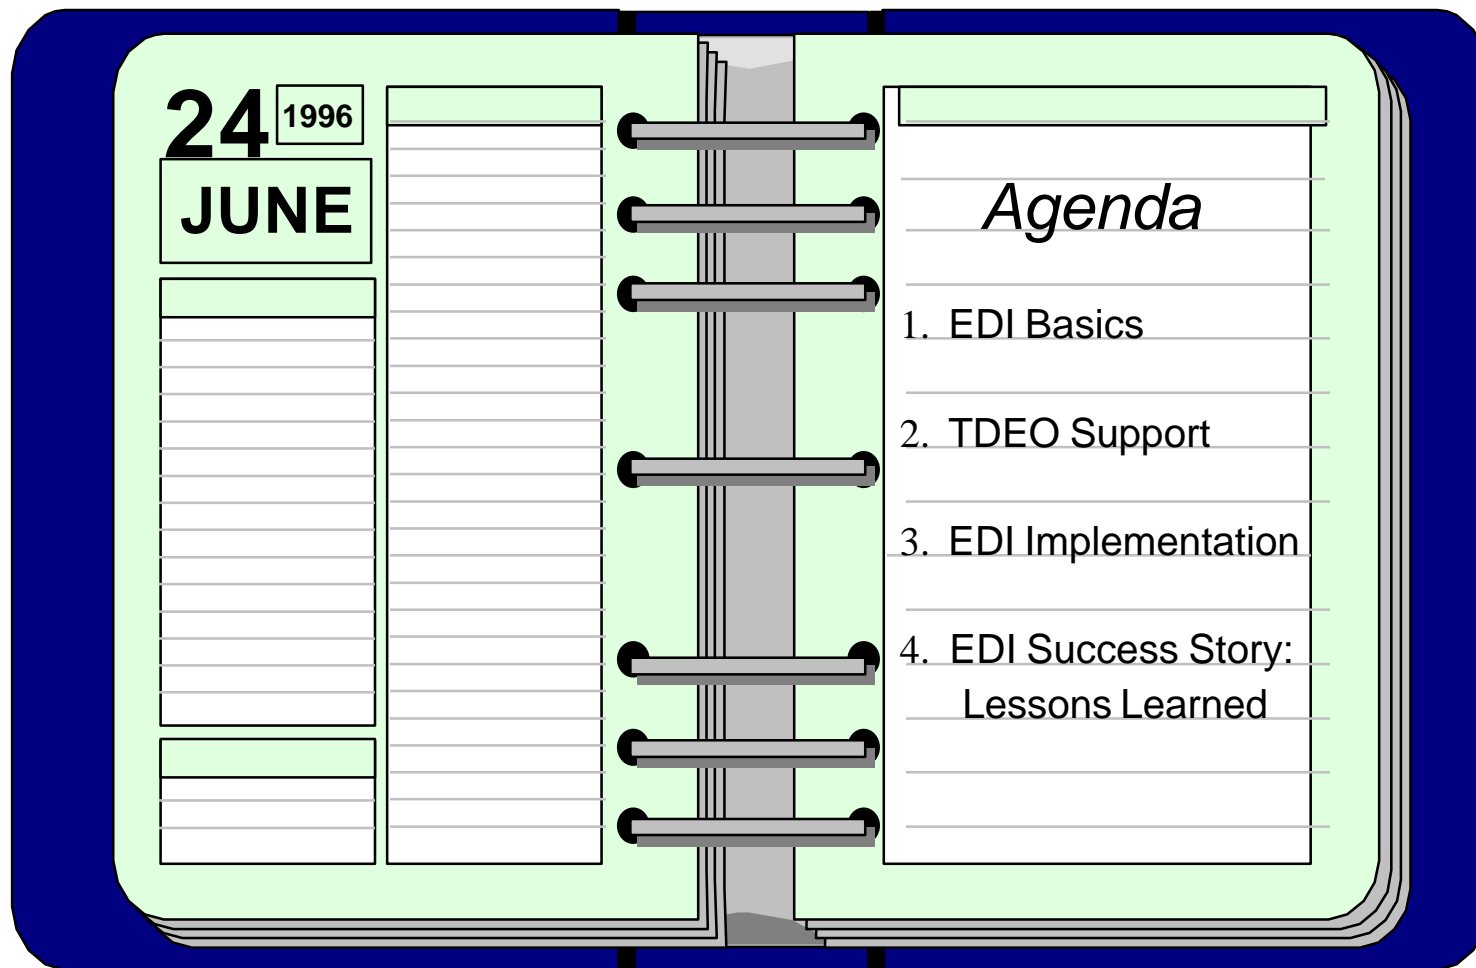 24 1996
JUNE
Agenda
1. EDI Basics
2. TDEO Support
3. EDI Implementation
4. EDI Success Story:
Lessons Learned